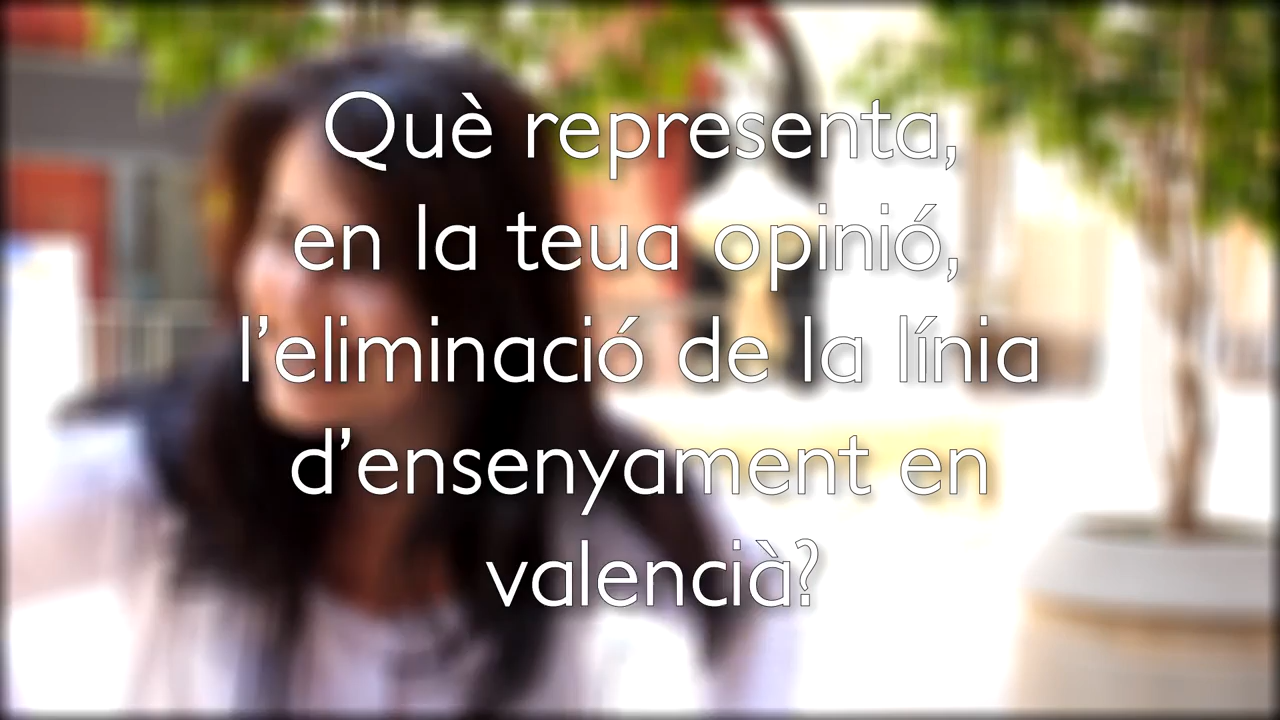 Què representa,
en la teua opinió,
l’eliminació de la línia
d’ensenyament en
valencià?